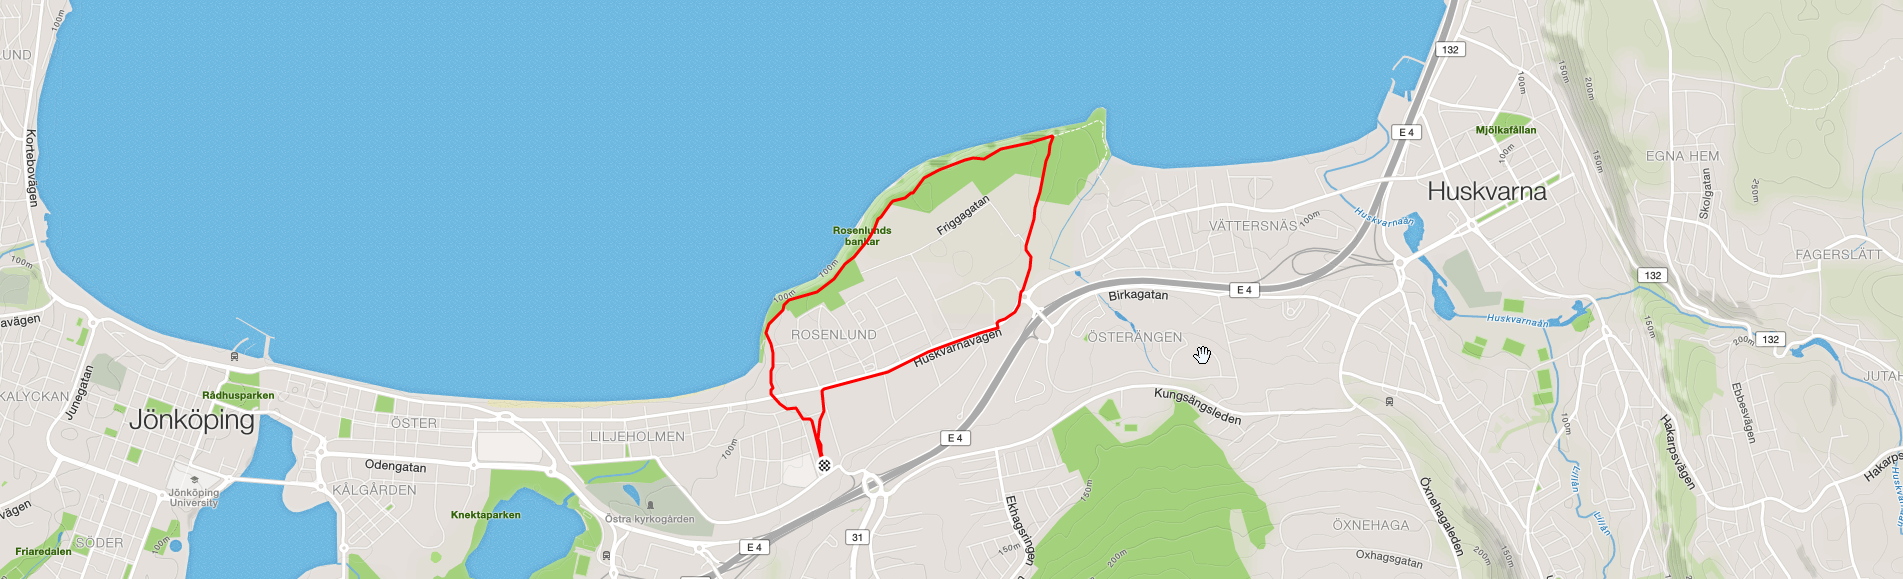 100m
132
LUND
E 4
Mjölkafållan
100m
150m
200m
100m
150m
EGNA HEM
Kortebovägen
Skolgatan
250m
Huskvarna
Friggagatan
Huskvarnaån
100m
VÄTTERSNÄS
Rosenlunds
bankar
100m
100m
FAGERSLÄTT
132
E 4
Birkagatan
100m
avägen
Huskvarnaån
150m
ROSENLUND
Huskvarnavägen
ÖSTERÄNGEN
200m
132
JUTAH
Junegatan
KALYCKAN
Rådhusparken
Kungsängsleden
Ebbesvägen
Jönköping
ÖSTER
LILJEHOLMEN
100m
E 4
100m
Hakarpsvägen
Odengatan
Hakarps
Jönköping
University
KÅLGÅRDEN
150m
Ekhagsringen
Öxnehagaleden
Lillån
Knektaparken
Östra kyrkogården
vägen
Lillån
ÖXNEHAGA
31
SÖDER
100m
Friaredalen
E 4
150m
200m
150m
Oxhagsgatan